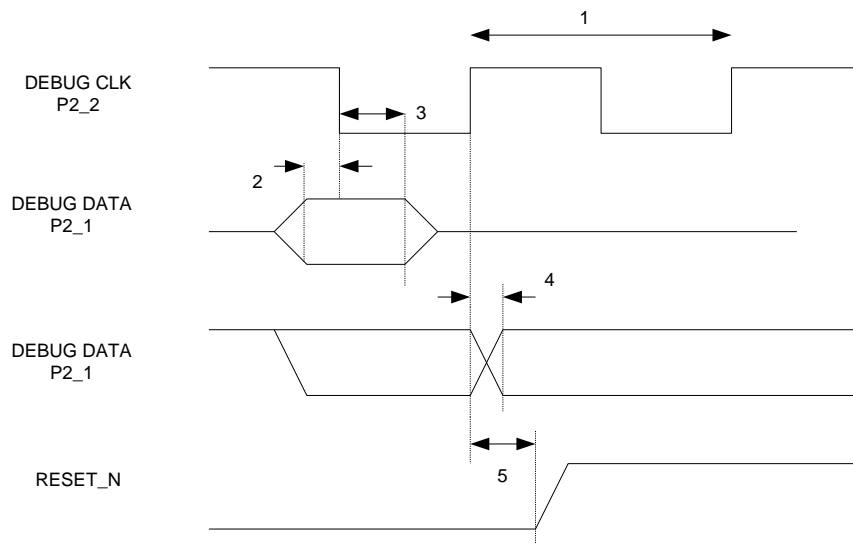 1
DEBUG CLK
P2_2
3
2
DEBUG DATA
P2_1
4
DEBUG DATA
P2_1
5
RESET_N